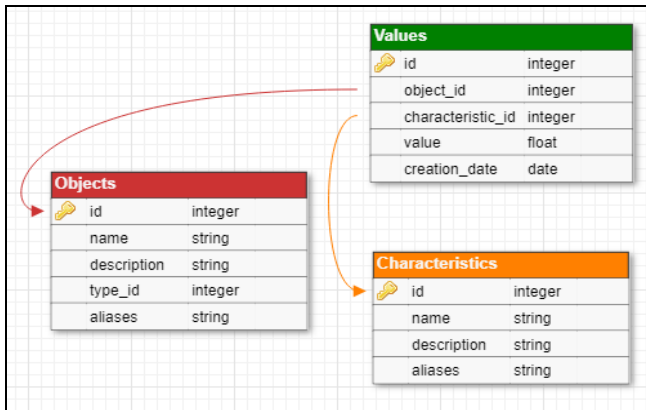 Values
id integer
object_id integer
characteristic_id integer
value float
creation_date date
Objects
id integer
name string
description string
type_id integer
aliases string
Characteristics
id integer
name string
description string
aliases string